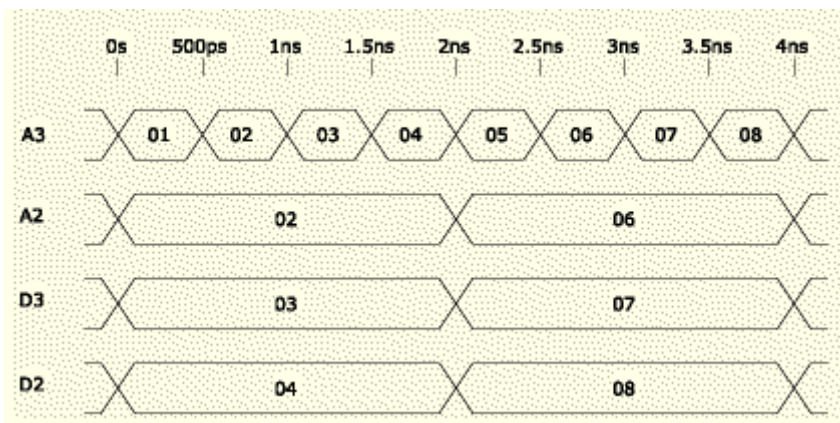 0s 500ps 1ns 1.5ns 2ns 2.5ns 3ns 3.5ns 4ns
A3 01 02 03 04 05 06 07 08
A2 02 06
D3 03 07
D2 04 08